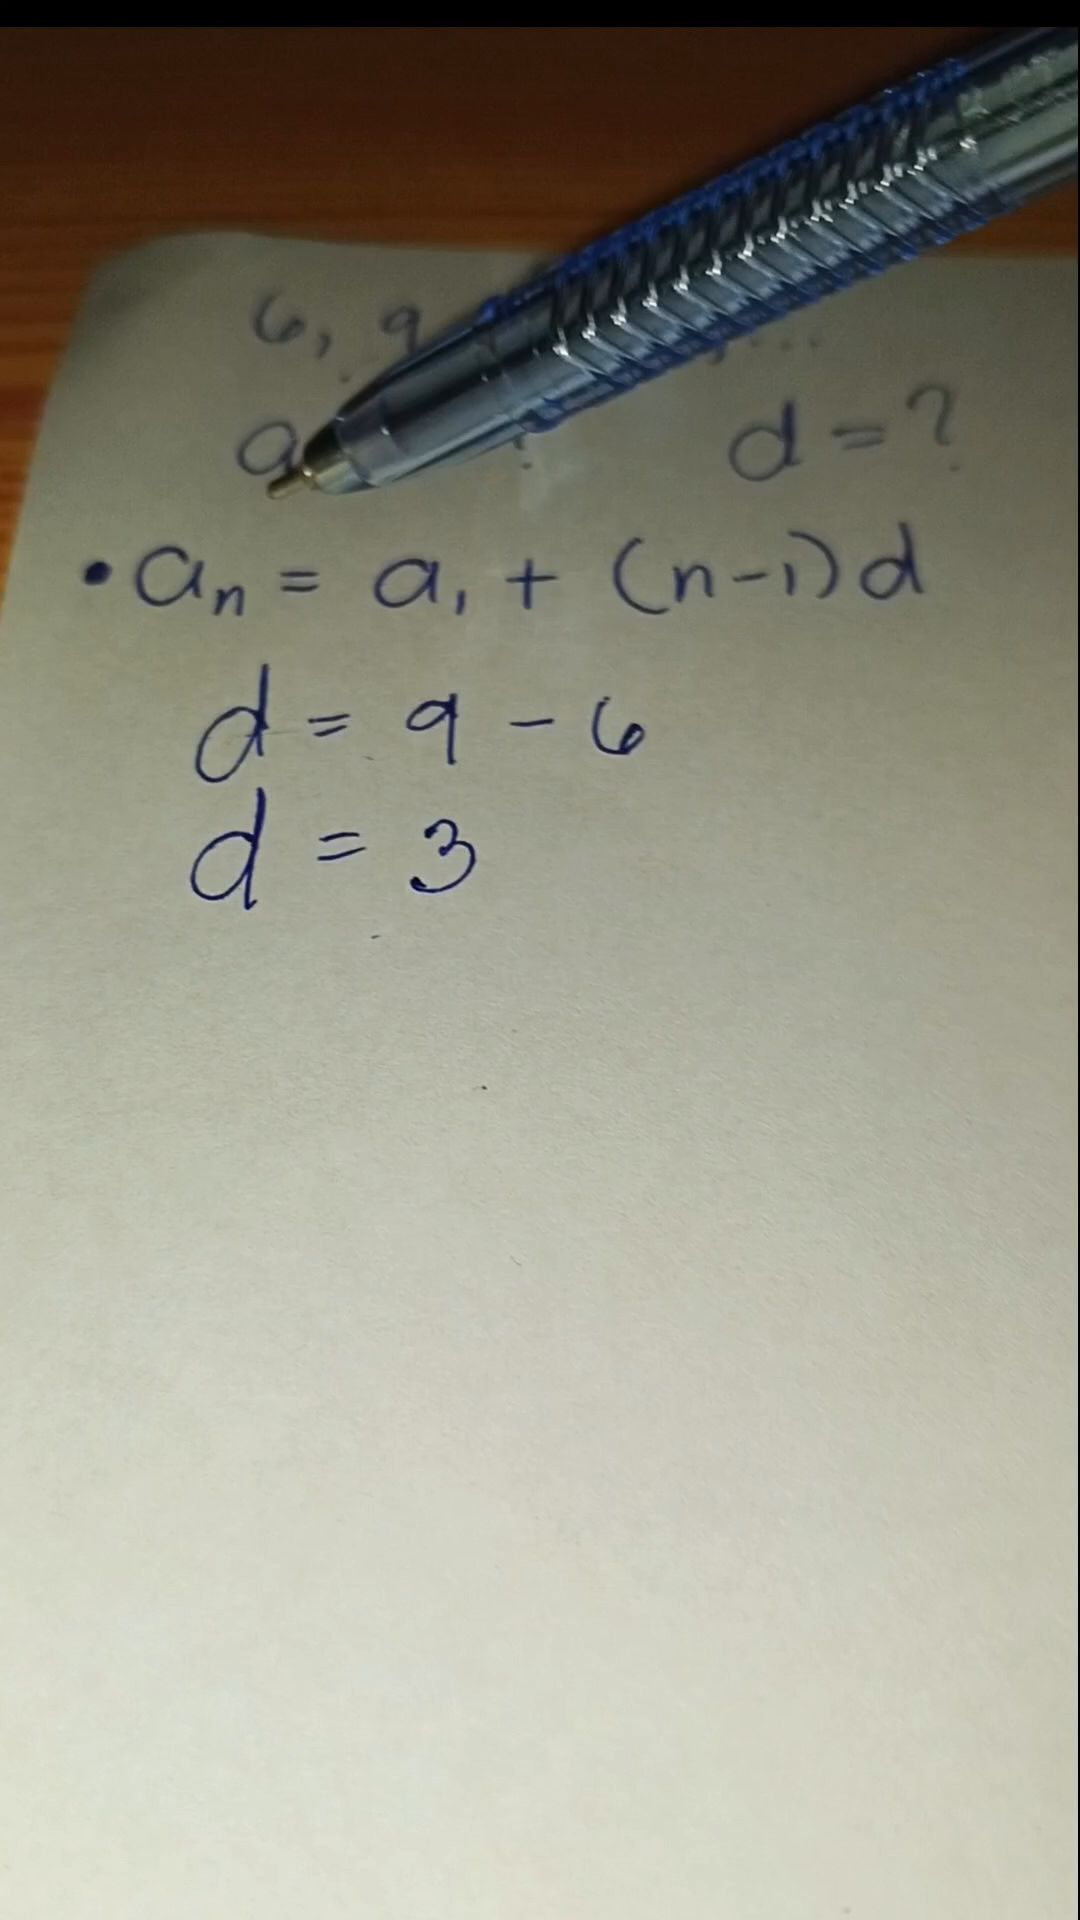 6, 9 , ...
a ? d = ?
• aₙ = a₁ + (n-1)d
d = 9 - 6
d = 3